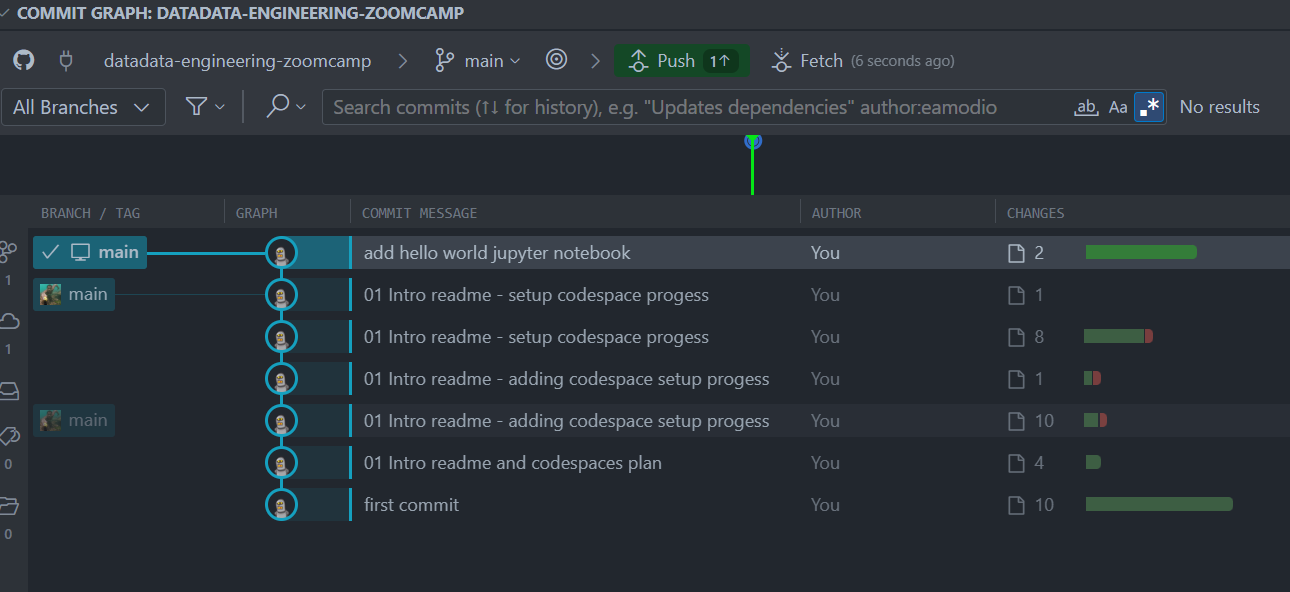 COMMIT GRAPH: DATADATA-ENGINEERING-ZOOMCAMP
datadata-engineering-zoomcamp main Push 1↑ Fetch (6 seconds ago)
All Branches Search commits (↑↓ for history), e.g. "Updates dependencies" author:eamodio ab Aa .* No results
BRANCH / TAG GRAPH COMMIT MESSAGE AUTHOR CHANGES
main add hello world jupyter notebook You 2
1
main 01 Intro readme - setup codespace progess You 1
01 Intro readme - setup codespace progess You 8
1
01 Intro readme - adding codespace setup progess You 1
main 01 Intro readme - adding codespace setup progess You 10
01 Intro readme and codespaces plan You 4
0
first commit You 10
0